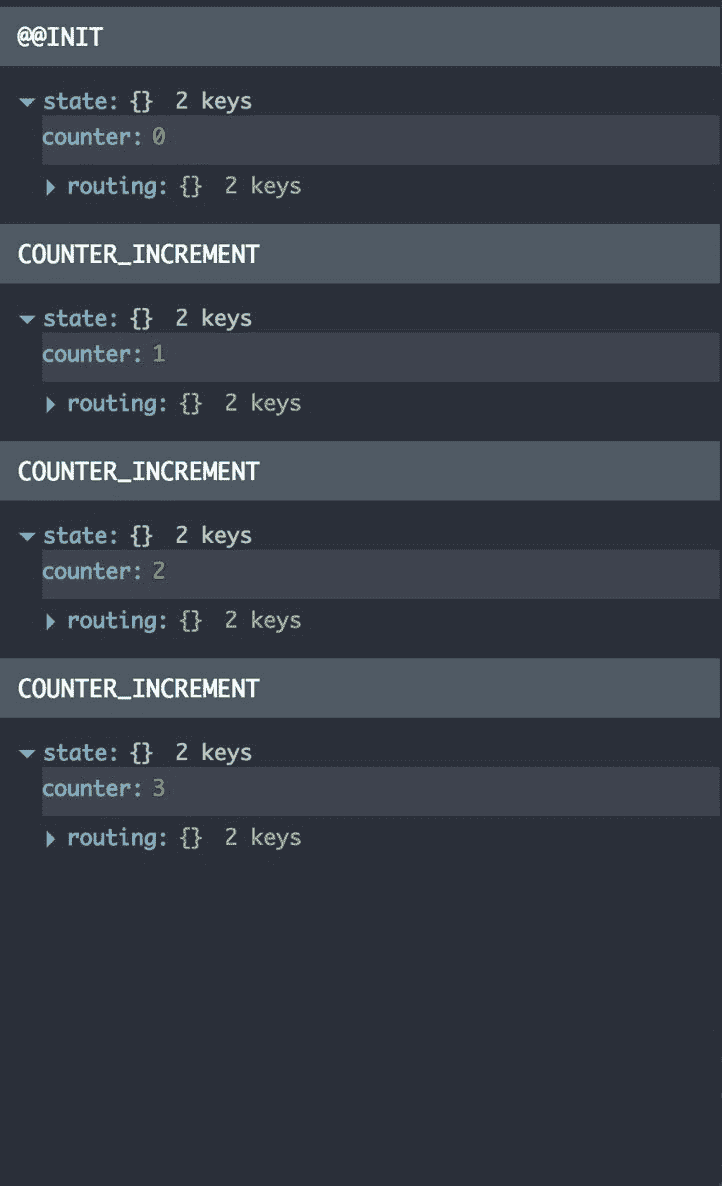 @@INIT
state: {} 2 keys
counter: 0
routing: {} 2 keys
COUNTER_INCREMENT
state: {} 2 keys
counter: 1
routing: {} 2 keys
COUNTER_INCREMENT
state: {} 2 keys
counter: 2
routing: {} 2 keys
COUNTER_INCREMENT
state: {} 2 keys
counter: 3
routing: {} 2 keys